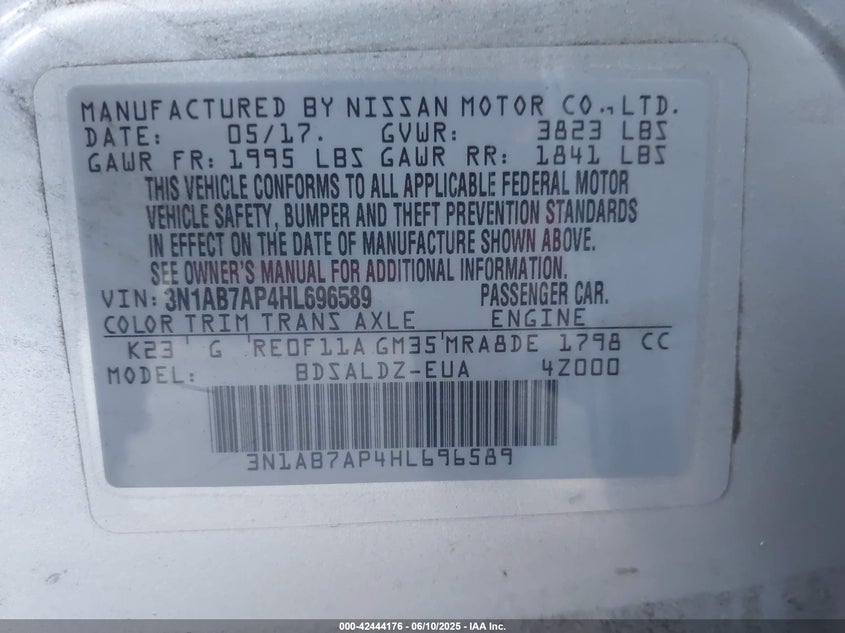 MANUFACTURED BY NISSAN MOTOR CO.,LTD.
DATE: 05/17. GVWR: 3823 LBS
GAWR FR: 1995 LBS GAWR RR: 1841 LBS
THIS VEHICLE CONFORMS TO ALL APPLICABLE FEDERAL MOTOR
VEHICLE SAFETY, BUMPER AND THEFT PREVENTION STANDARDS
IN EFFECT ON THE DATE OF MANUFACTURE SHOWN ABOVE.
SEE OWNER'S MANUAL FOR ADDITIONAL INFORMATION.
VIN: 3N1AB7AP4HL696589 PASSENGER CAR.
COLOR TRIM TRANS AXLE ENGINE
K23 G RE0F11A GM35 MRA8DE 1798 CC
MODEL: BDSALDZ-EUA 4Z000
3N1AB7AP4HL696589
000-42444176 | 06/10/2025 - IAA Inc.